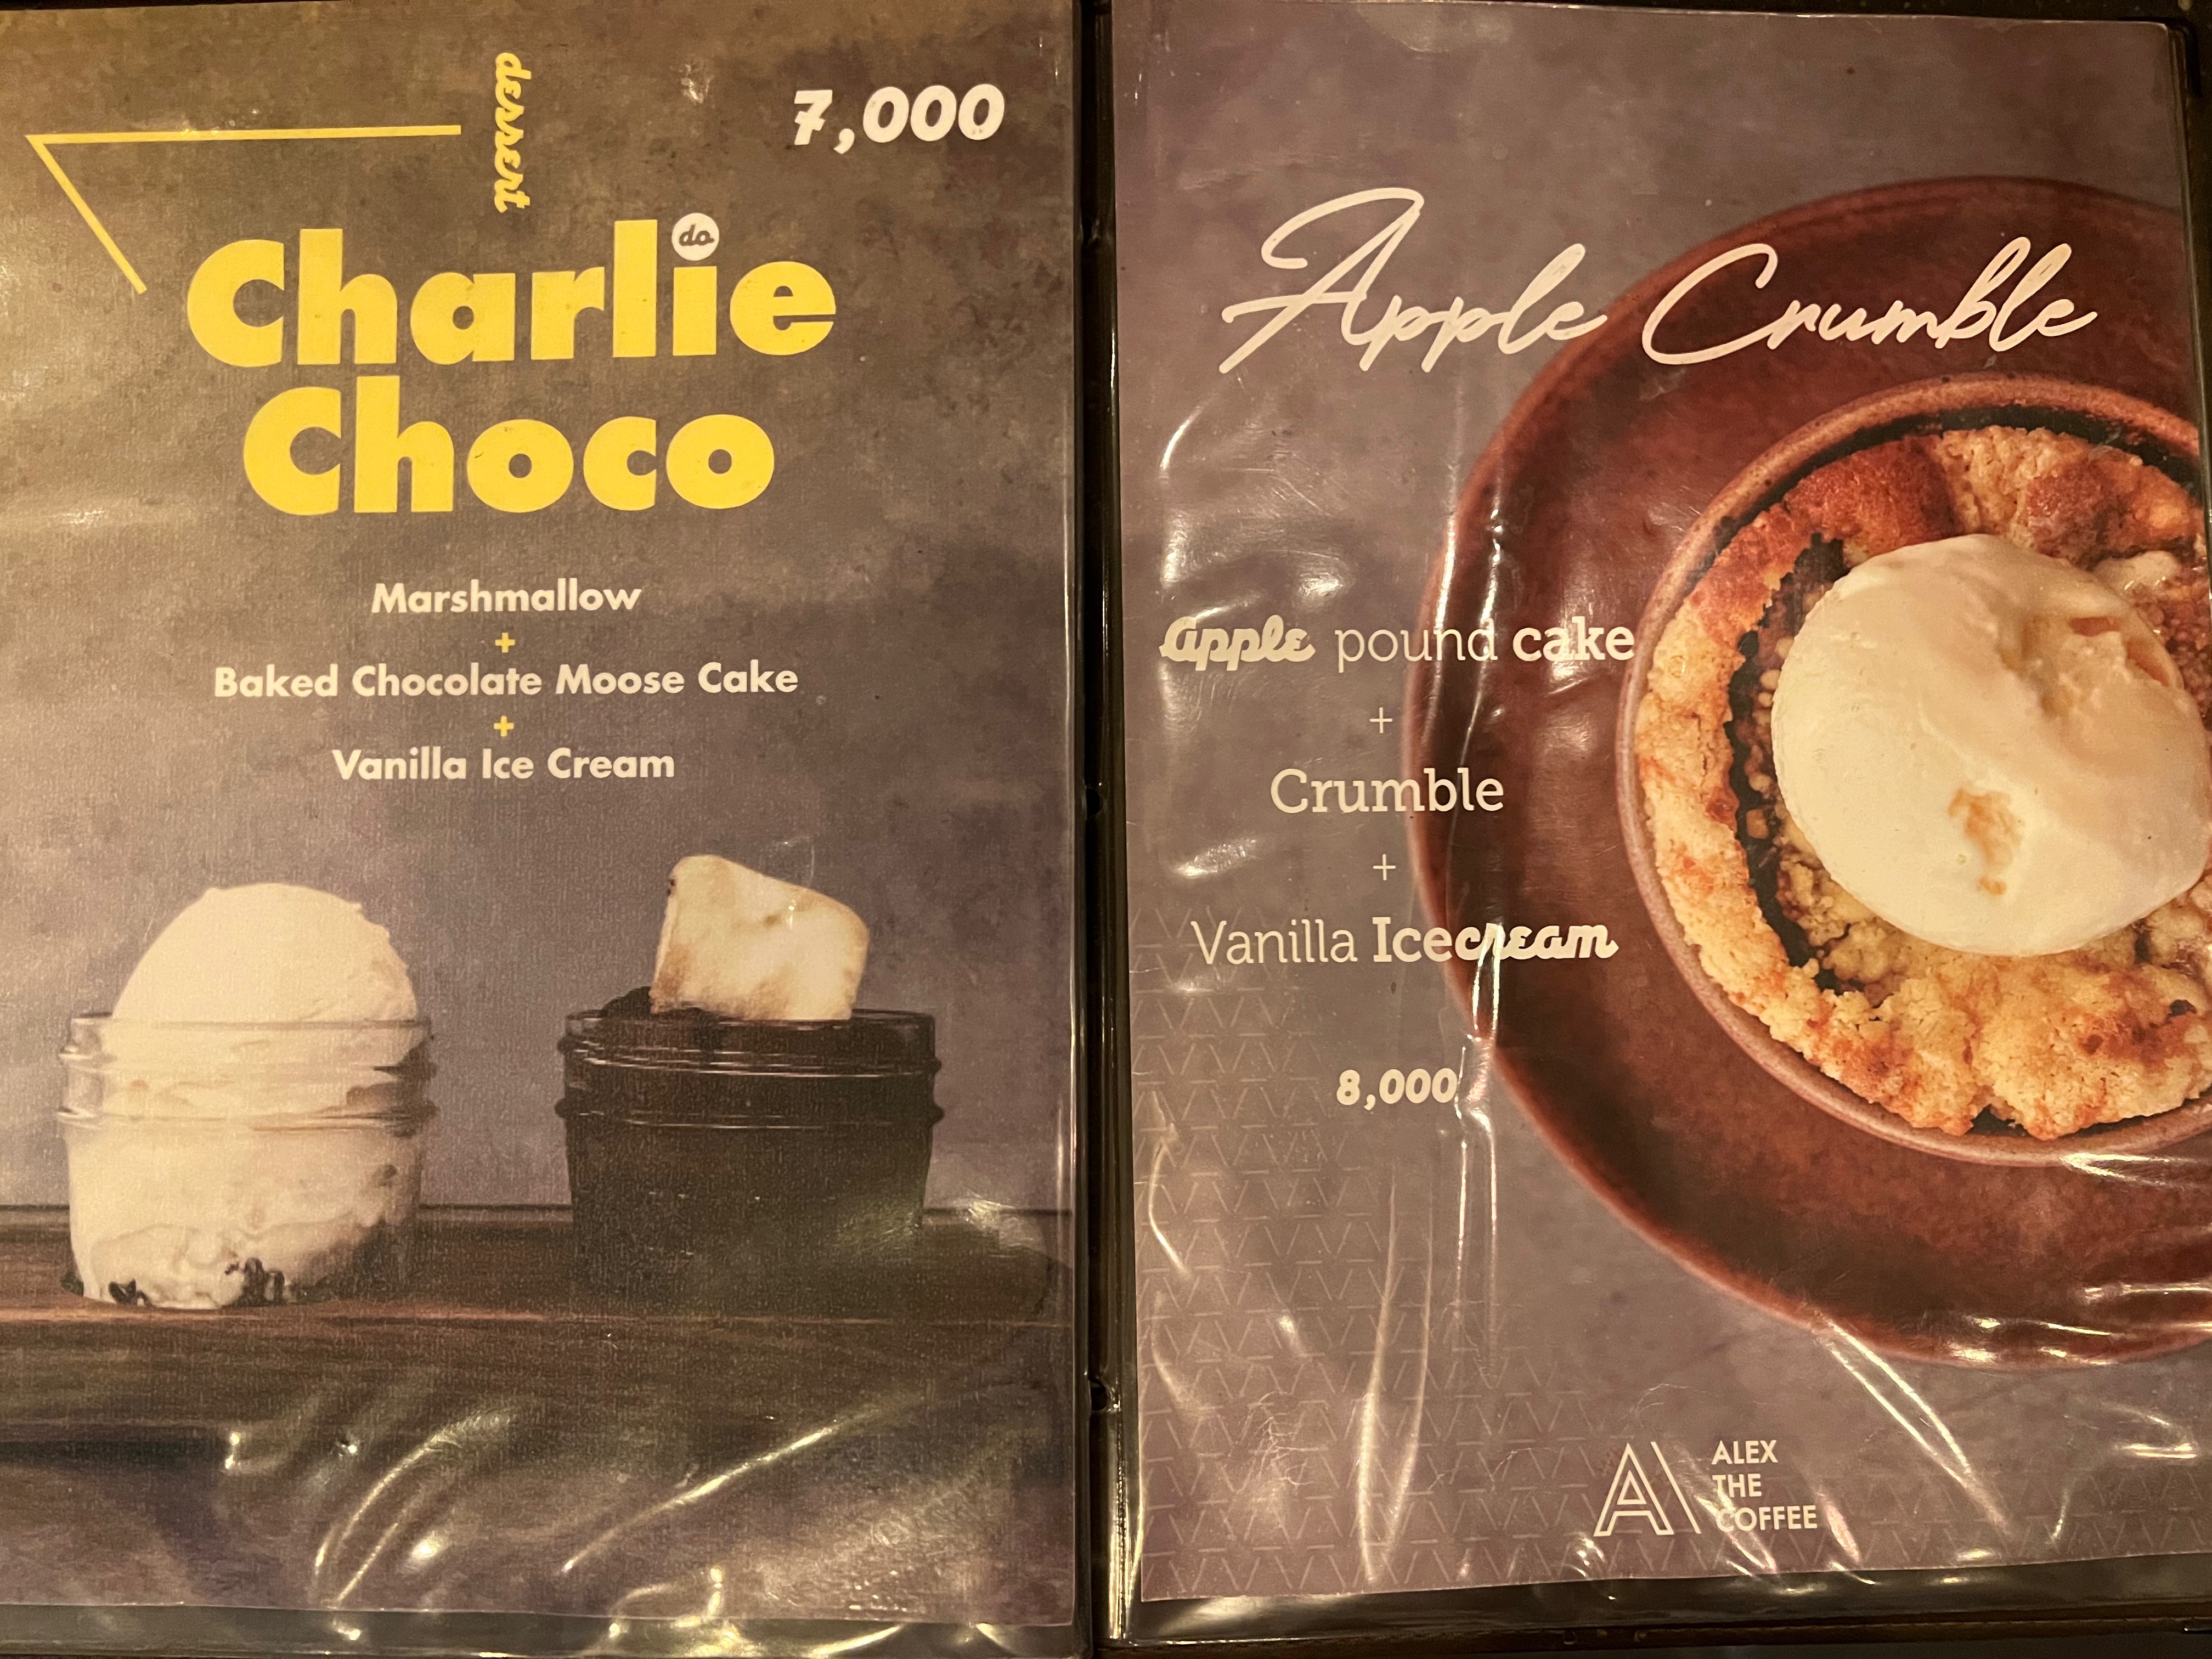 dessert
7,000
do
Charlie
Choco
Marshmallow
+
Baked Chocolate Moose Cake
+
Vanilla Ice Cream
Apple Crumble
apple pound cake
+
Crumble
+
Vanilla Icecream
8,000
A
ALEX
THE
COFFEE